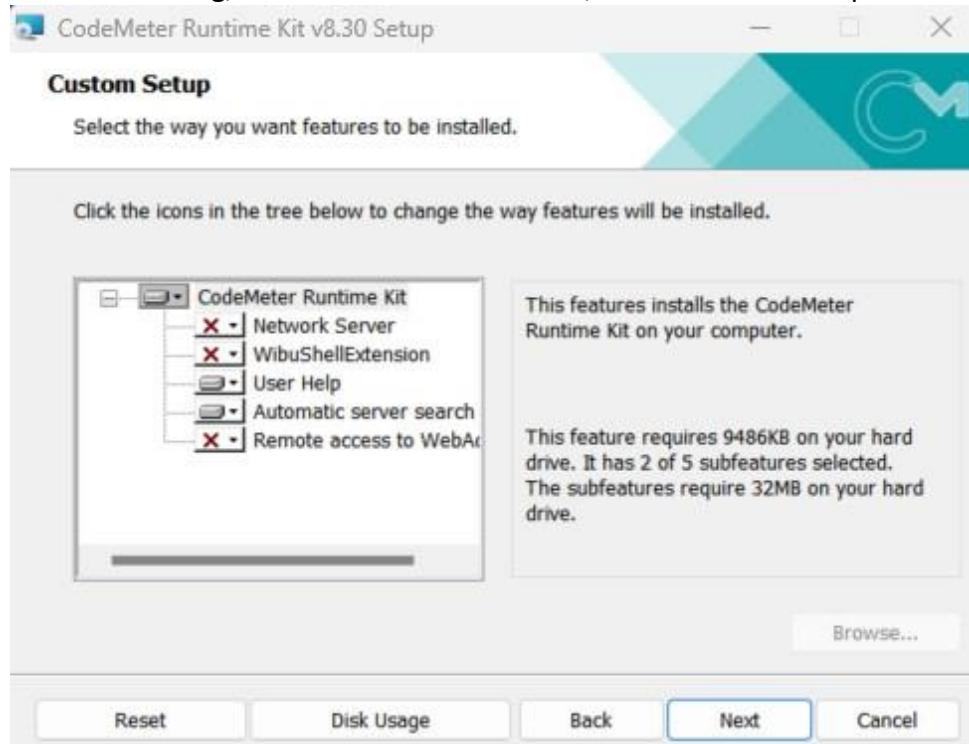 CodeMeter Runtime Kit v8.30 Setup
Custom Setup
Select the way you want features to be installed.
CM
Click the icons in the tree below to change the way features will be installed.
CodeMeter Runtime Kit
Network Server
WibuShellExtension
User Help
Automatic server search
Remote access to
This features installs the CodeMeter
Runtime Kit on your computer.
This feature requires 9486KB on your hard
drive. It has 2 of 5 subfeatures selected.
The subfeatures require 32MB on your hard
drive.
Browse...
Reset
Disk Usage
Back
Next
Cancel